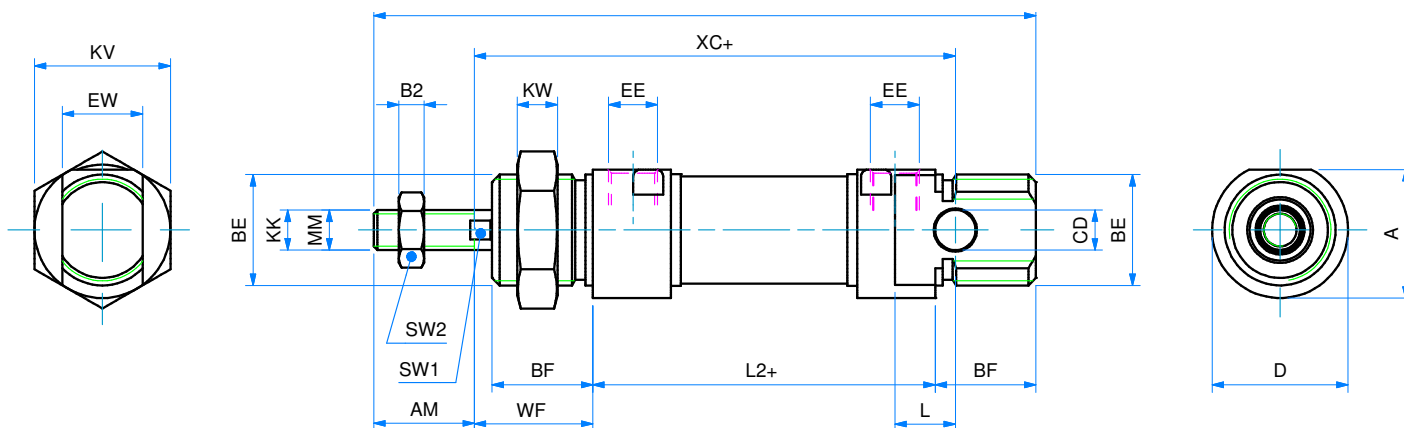 KV
XC+
EW
B2
KW
EE
EE
BE
KK
MM
CD
BE
A
SW2
SW1
BF
L2+
BF
D
AM
WF
L